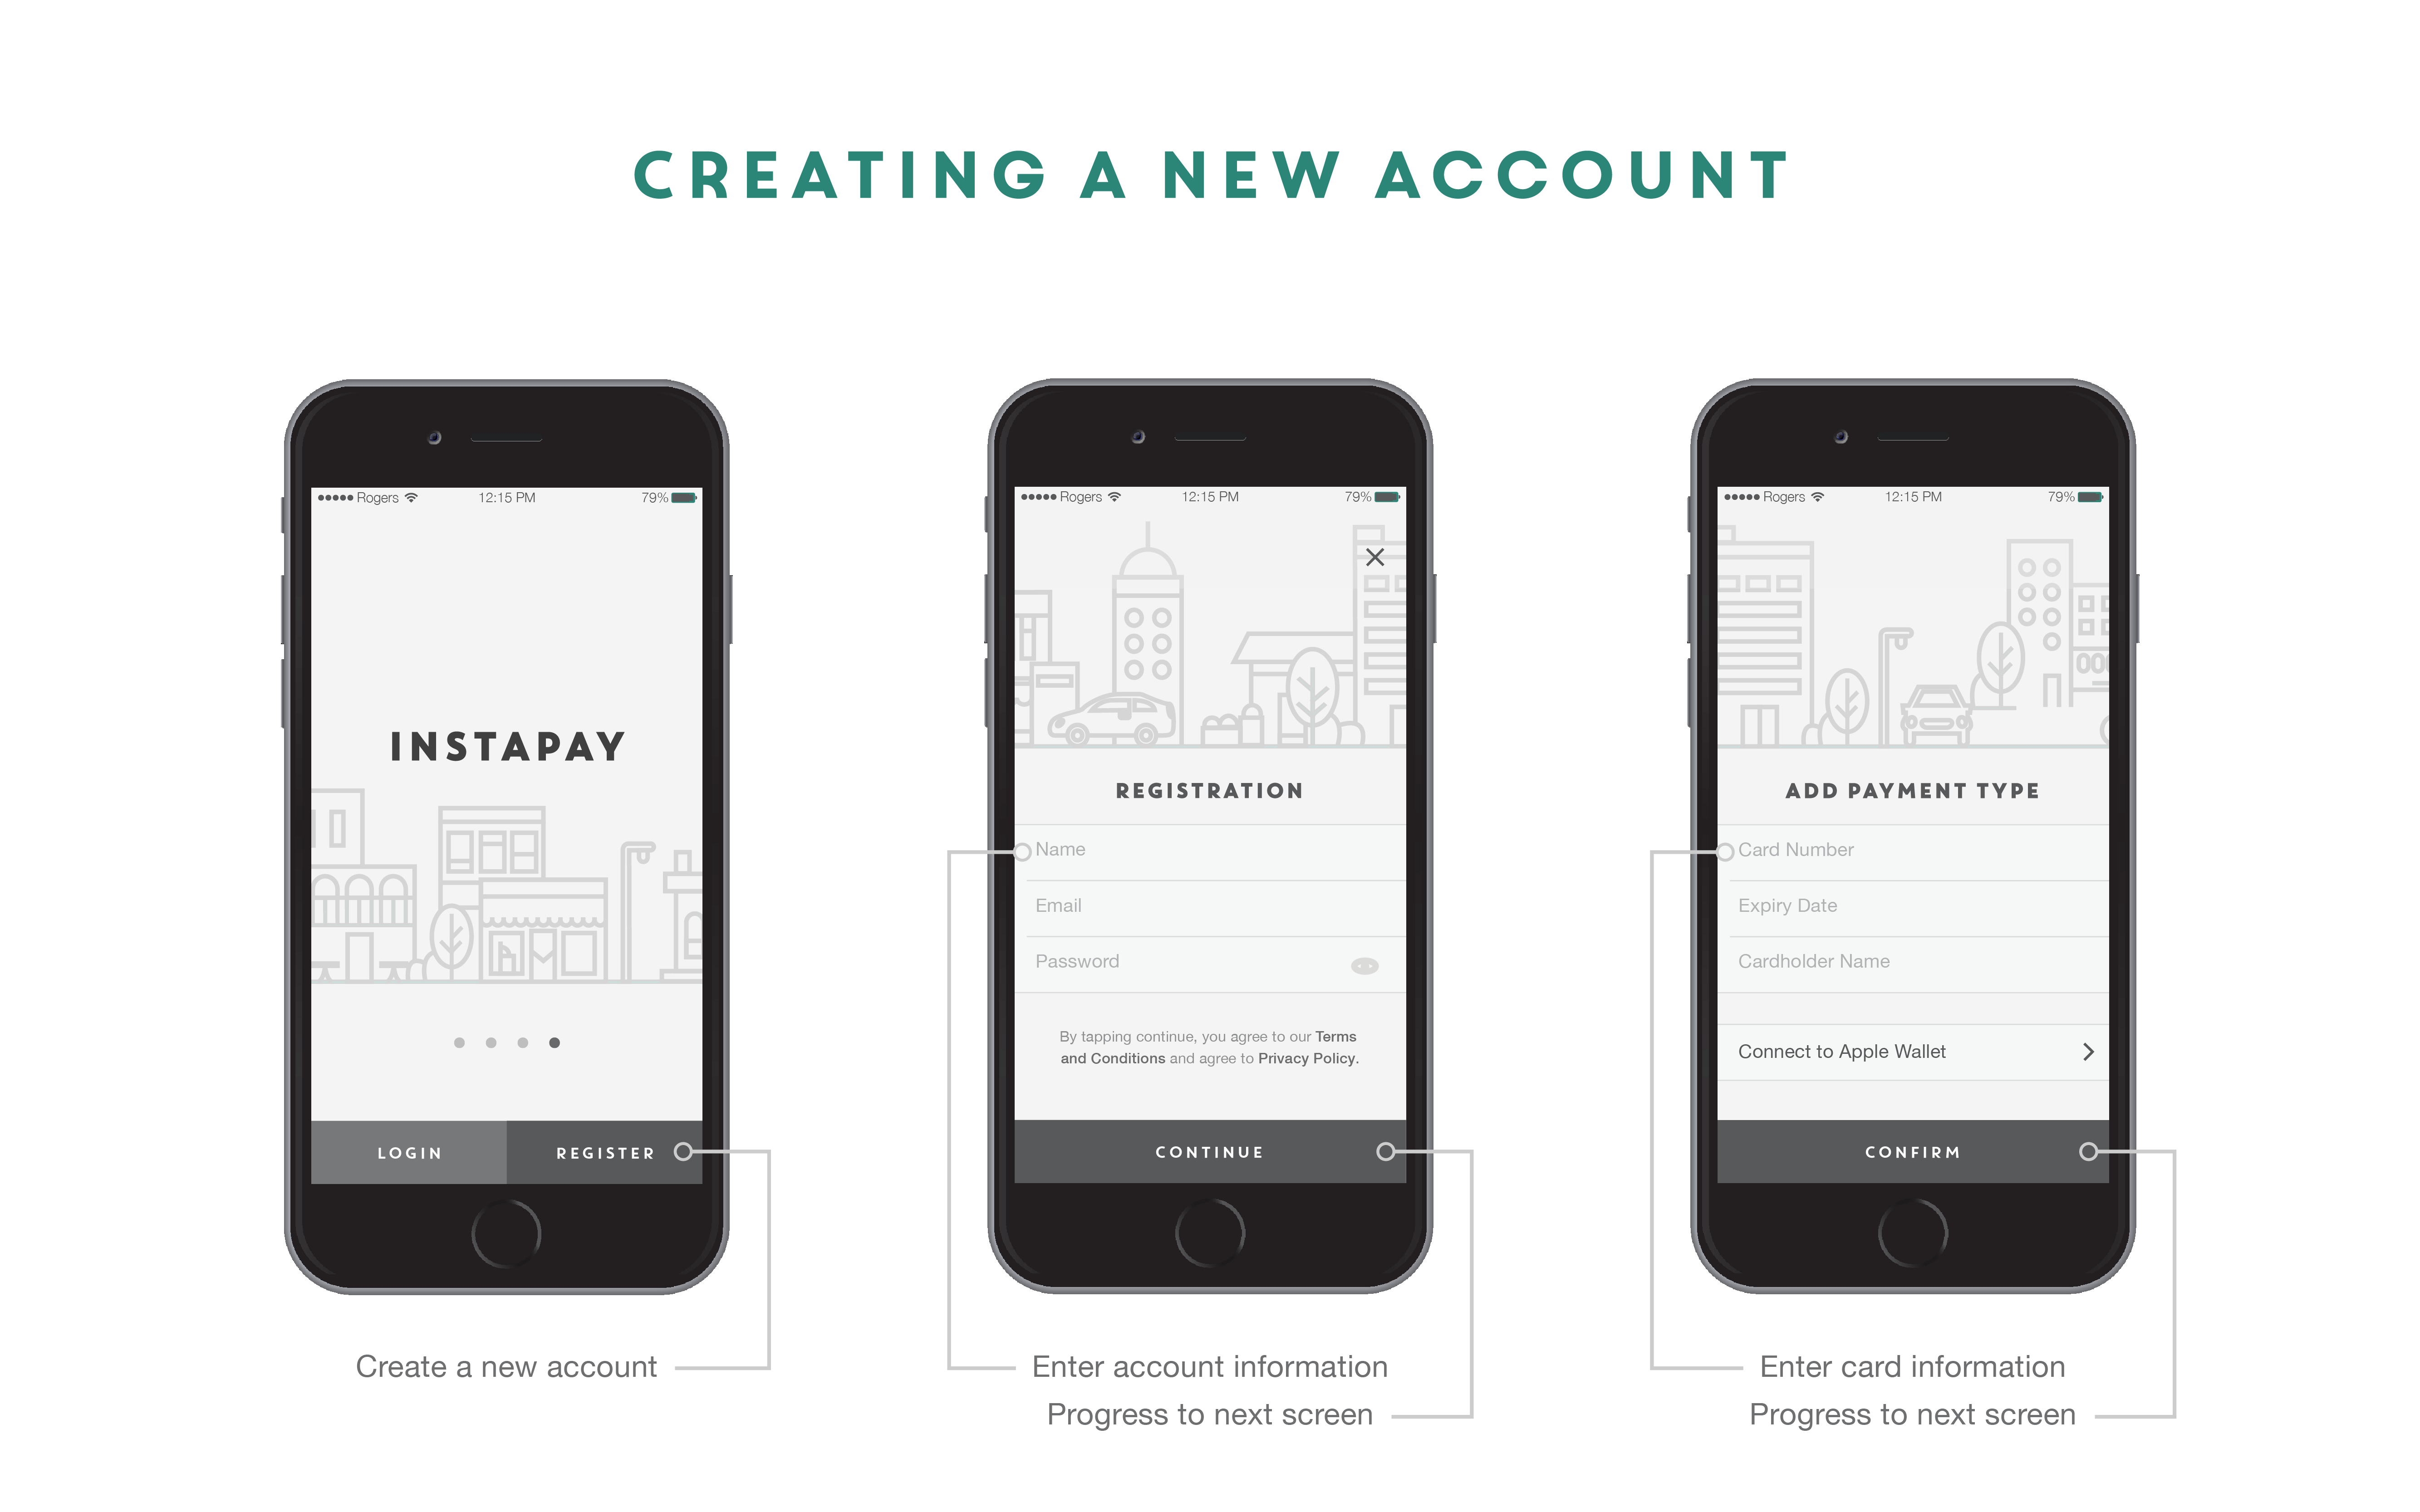 CREATING A NEW ACCOUNT
Rogers 12:15 PM 79%
INSTAPAY
LOGIN REGISTER
Create a new account
Rogers 12:15 PM 79%
REGISTRATION
Name
Email
Password
By tapping continue, you agree to our Terms
and Conditions and agree to Privacy Policy.
CONTINUE
Enter account information
Progress to next screen
Rogers 12:15 PM 79%
ADD PAYMENT TYPE
Card Number
Expiry Date
Cardholder Name
Connect to Apple Wallet
CONFIRM
Enter card information
Progress to next screen